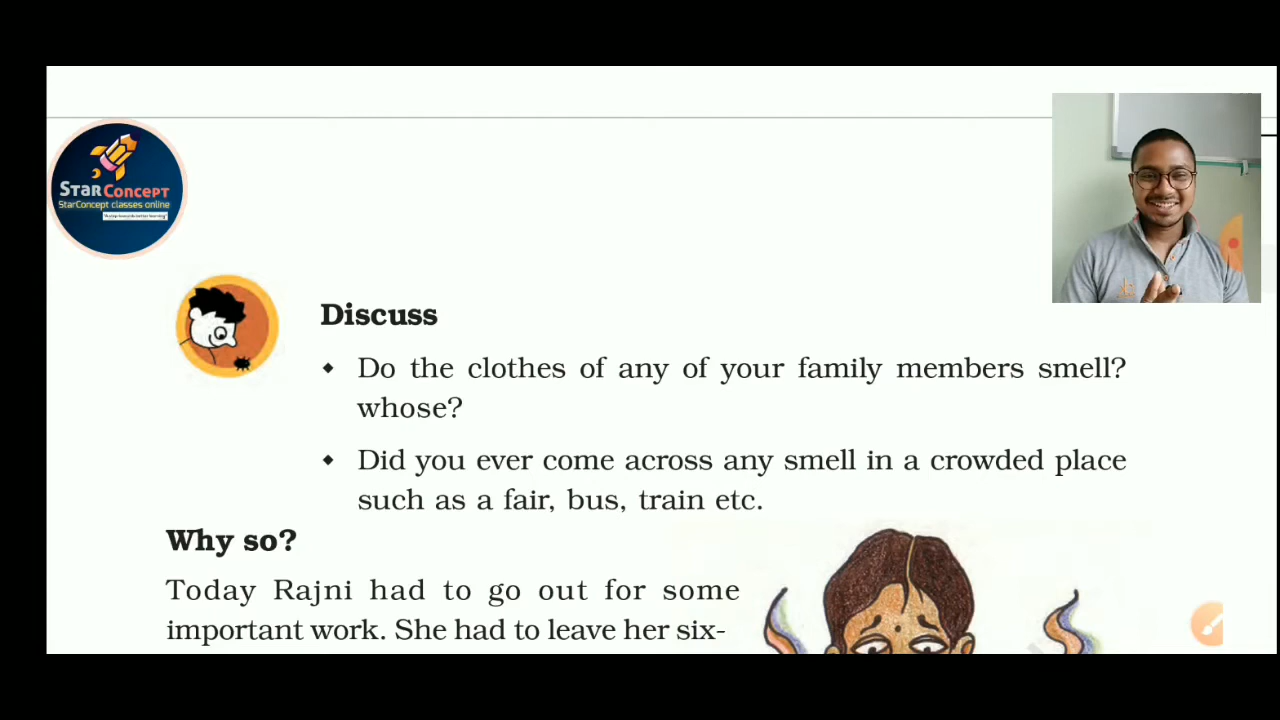 STAR CONCEPT
StarConcept classes online
Discuss
Do the clothes of any of your family members smell?
whose?
Did you ever come across any smell in a crowded place
such as a fair, bus, train etc.
Why so?
Today Rajni had to go out for some
important work. She had to leave her six-